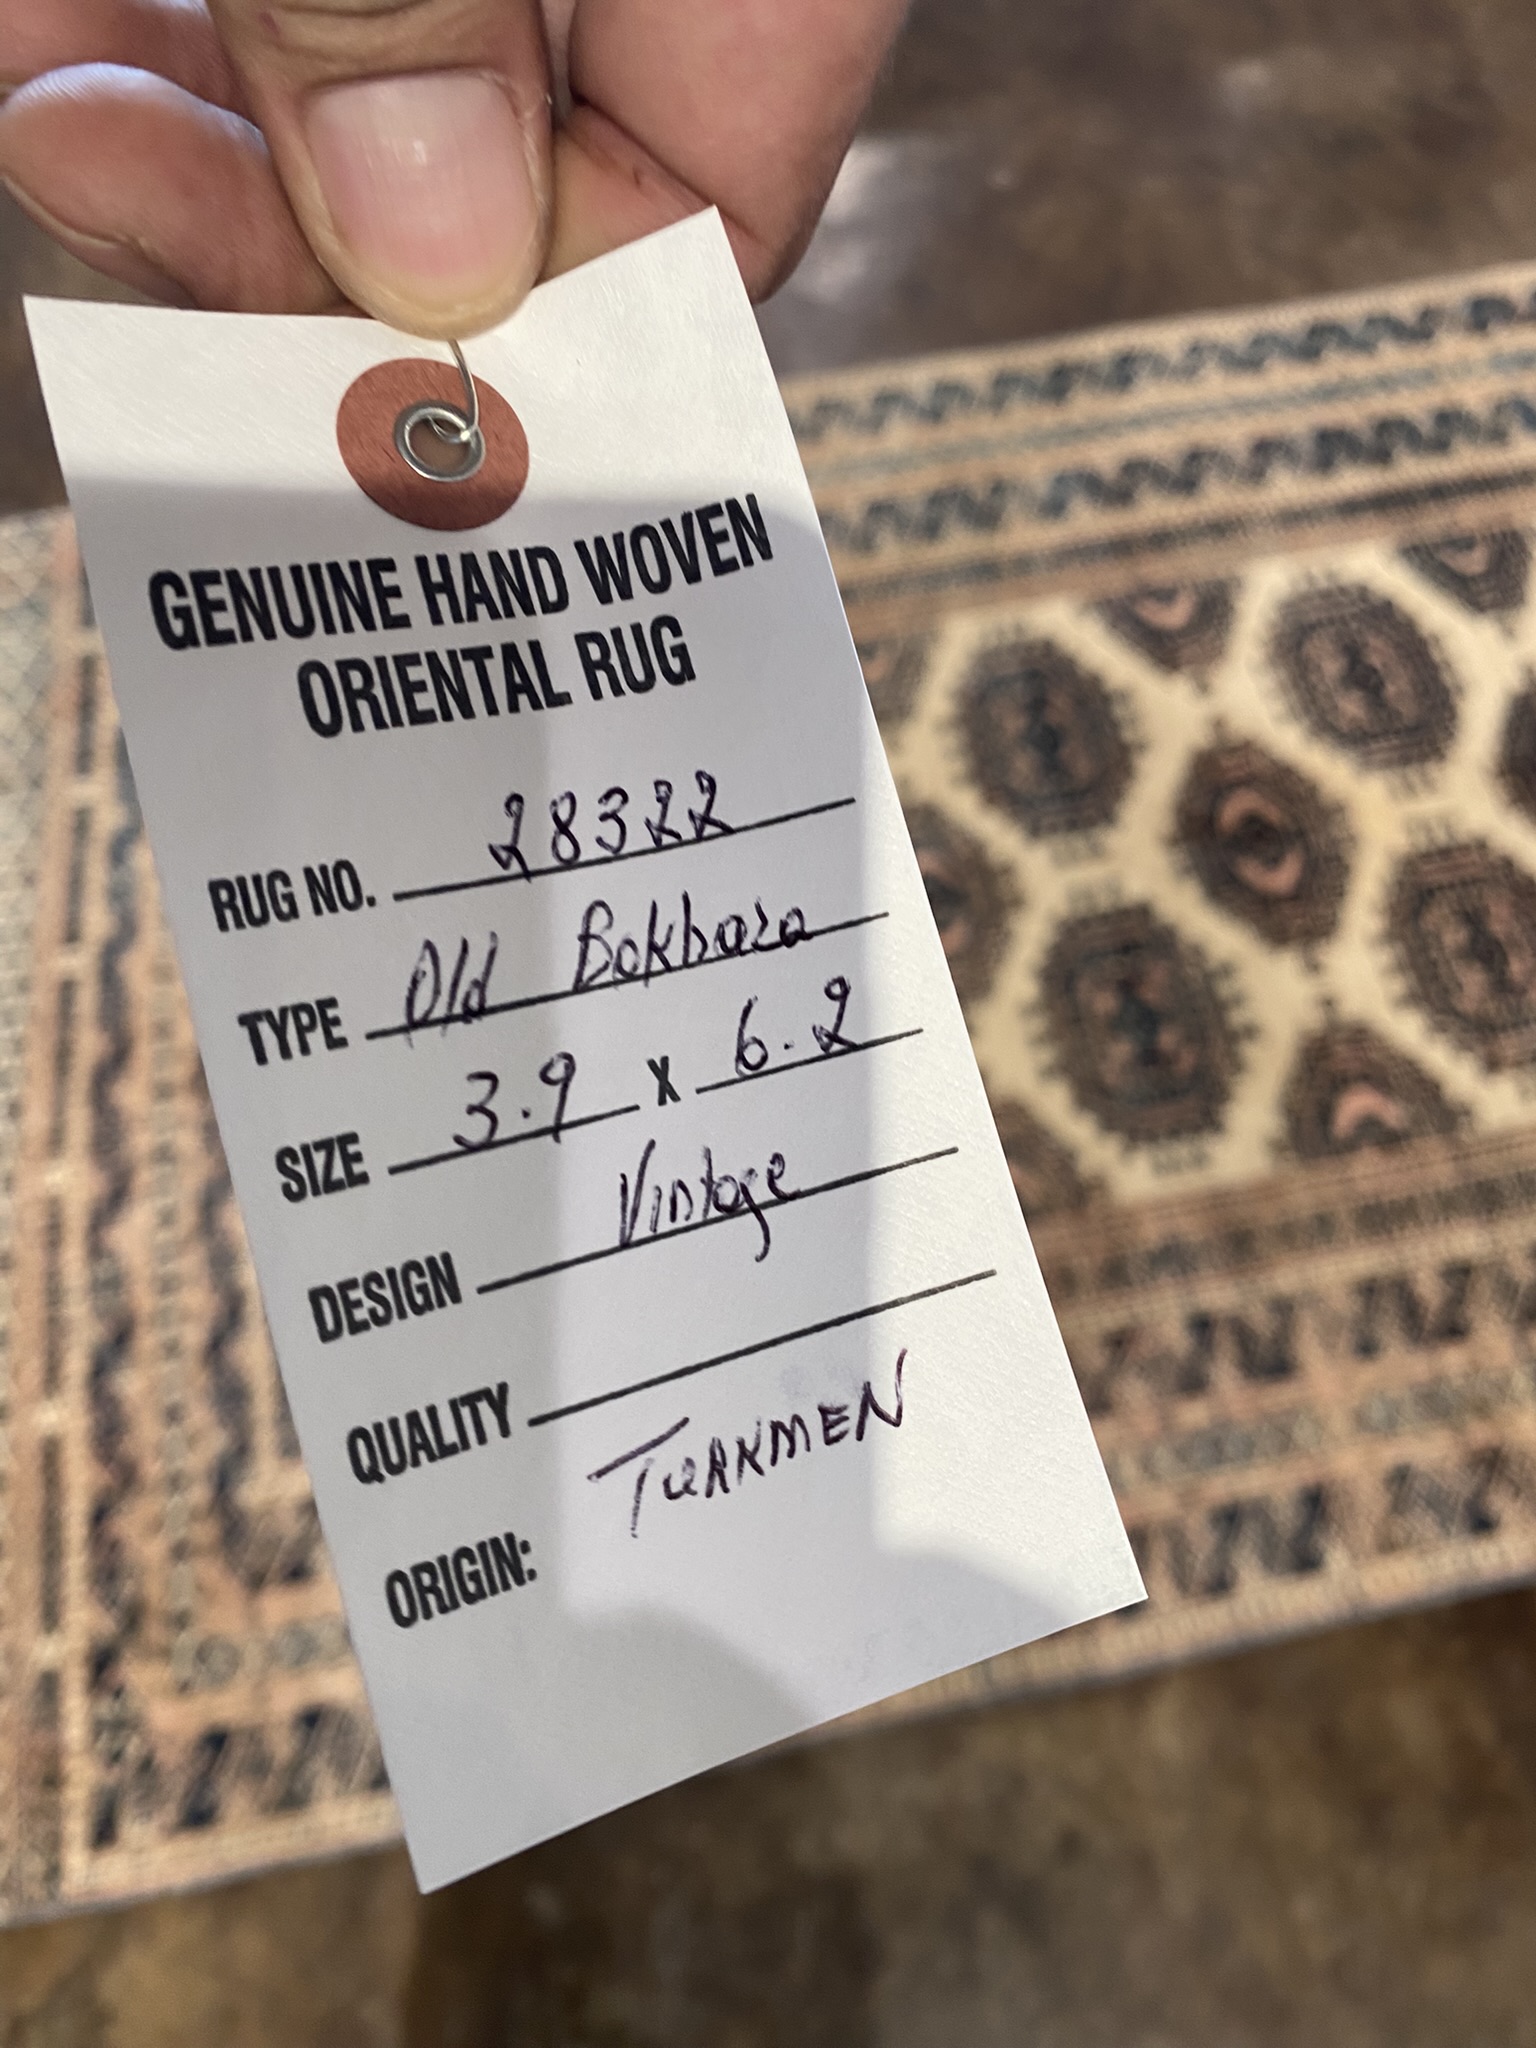 GENUINE HAND WOVEN
ORIENTAL RUG
RUG NO. 28322
TYPE Old Bokhara
SIZE 3.9 x 6.2
DESIGN Vintage
QUALITY
ORIGIN: TURKMEN